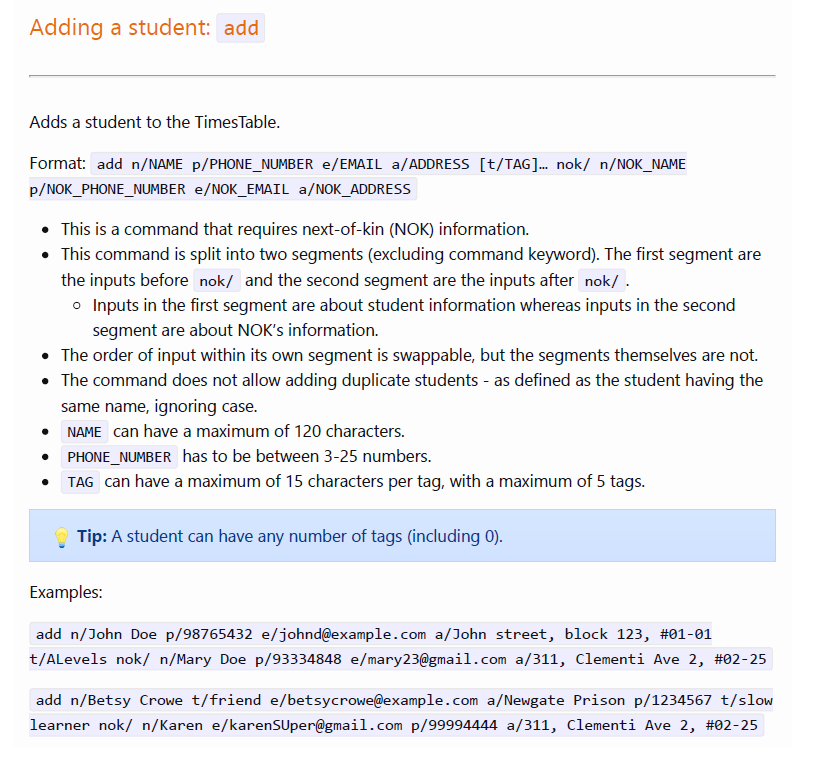 Adding a student: add
Adds a student to the TimesTable.
Format: add n/NAME p/PHONE_NUMBER e/EMAIL a/ADDRESS [t/TAG]… nok/ n/NOK_NAME
p/NOK_PHONE_NUMBER e/NOK_EMAIL a/NOK_ADDRESS
• This is a command that requires next-of-kin (NOK) information.
• This command is split into two segments (excluding command keyword). The first segment are
the inputs before nok/ and the second segment are the inputs after nok/ .
◦ Inputs in the first segment are about student information whereas inputs in the second
segment are about NOK’s information.
• The order of input within its own segment is swappable, but the segments themselves are not.
• The command does not allow adding duplicate students - as defined as the student having the
same name, ignoring case.
• NAME can have a maximum of 120 characters.
• PHONE_NUMBER has to be between 3-25 numbers.
• TAG can have a maximum of 15 characters per tag, with a maximum of 5 tags.
💡 Tip: A student can have any number of tags (including 0).
Examples:
add n/John Doe p/98765432 e/johnd@example.com a/John street, block 123, #01-01
t/ALevels nok/ n/Mary Doe p/93334848 e/mary23@gmail.com a/311, Clementi Ave 2, #02-25
add n/Betsy Crowe t/friend e/betsycrowe@example.com a/Newgate Prison p/1234567 t/slow
learner nok/ n/Karen e/karenSUper@gmail.com p/99994444 a/311, Clementi Ave 2, #02-25